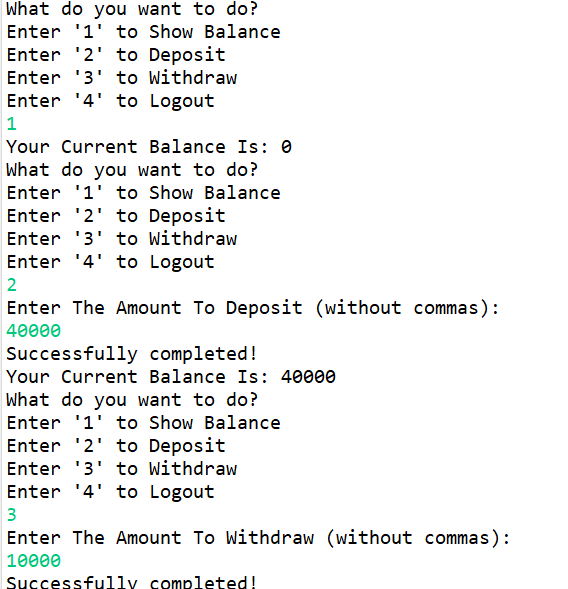 What do you want to do?
Enter '1' to Show Balance
Enter '2' to Deposit
Enter '3' to Withdraw
Enter '4' to Logout
1
Your Current Balance Is: 0
What do you want to do?
Enter '1' to Show Balance
Enter '2' to Deposit
Enter '3' to Withdraw
Enter '4' to Logout
2
Enter The Amount To Deposit (without commas):
40000
Successfully completed!
Your Current Balance Is: 40000
What do you want to do?
Enter '1' to Show Balance
Enter '2' to Deposit
Enter '3' to Withdraw
Enter '4' to Logout
3
Enter The Amount To Withdraw (without commas):
10000
Successfully completed!